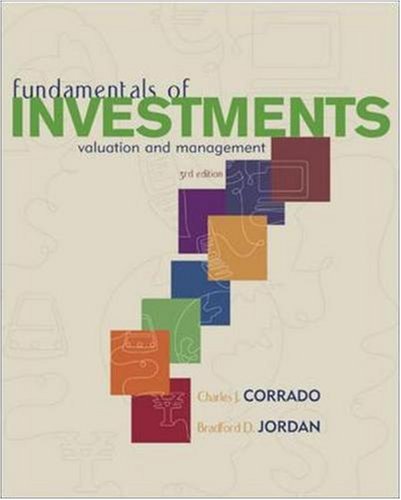 fundamentals of
INVESTMENTS
valuation and management
3rd edition
Charles J. CORRADO
Bradford D. JORDAN